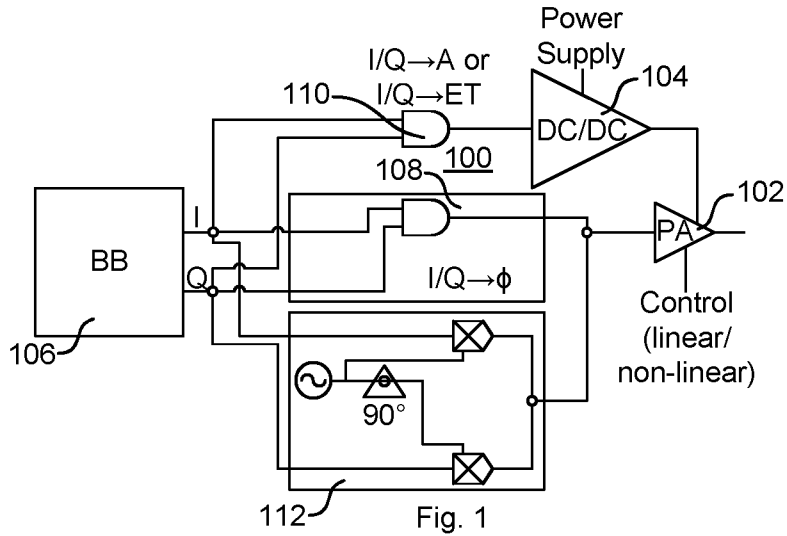 Power
Supply
I/Q→A or
I/Q→ET
104
110
DC/DC
100
108
102
I
PA
BB
Q
I/Q→ϕ
Control
(linear/
non-linear)
106
90°
112
Fig. 1